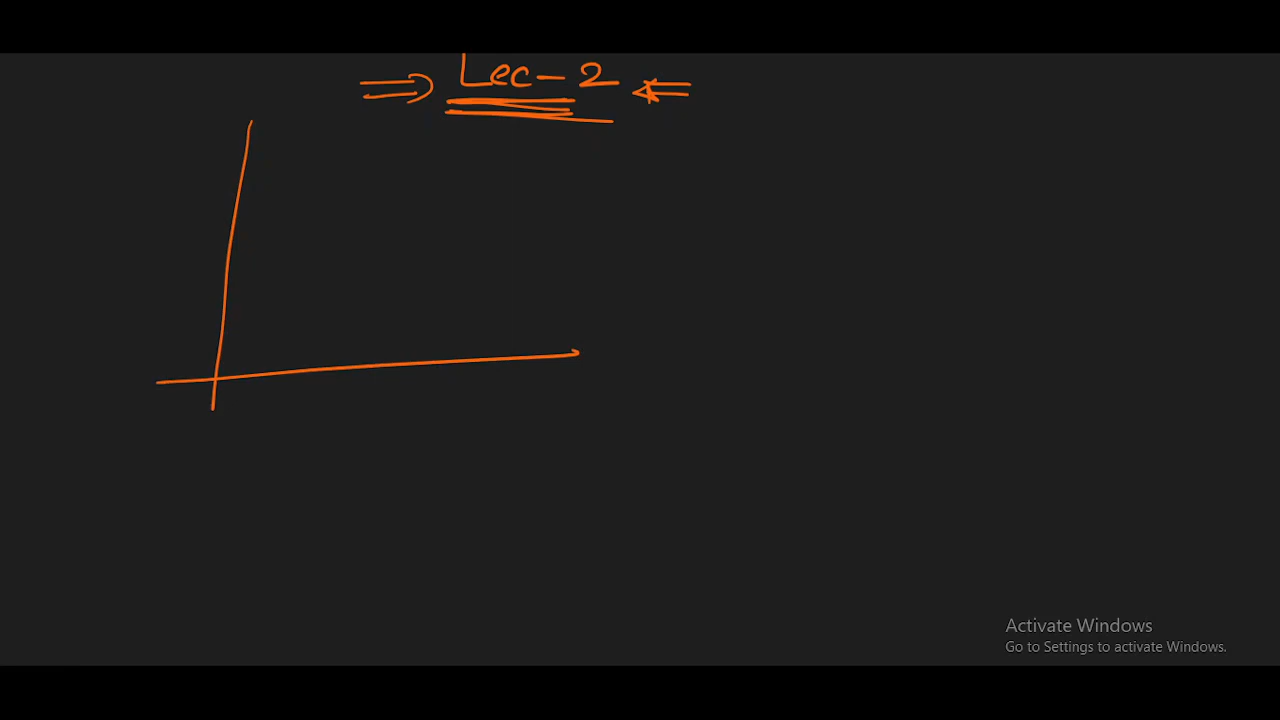 ⇒ Lec-2 ⇐
Activate Windows
Go to Settings to activate Windows.